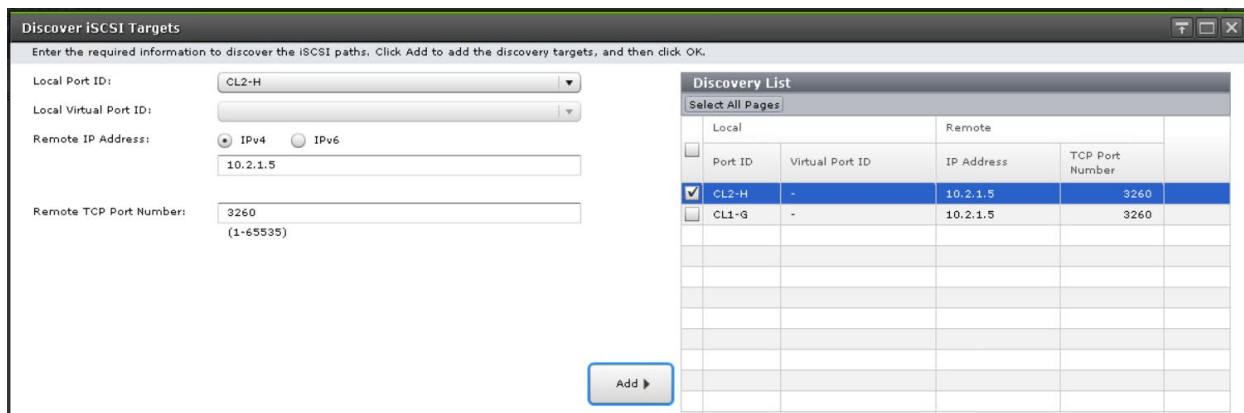 Discover iSCSI Targets
Enter the required information to discover the iSCSI paths. Click Add to add the discovery targets, and then click OK.
Local Port ID:
CL2-H
Local Virtual Port ID:
Remote IP Address:
IPv4
IPv6
10.2.1.5
Remote TCP Port Number:
3260
(1-65535)
Add
Discovery List
Select All Pages
Local Remote
Port ID Virtual Port ID IP Address TCP Port
Number
CL2-H - 10.2.1.5 3260
CL1-G - 10.2.1.5 3260